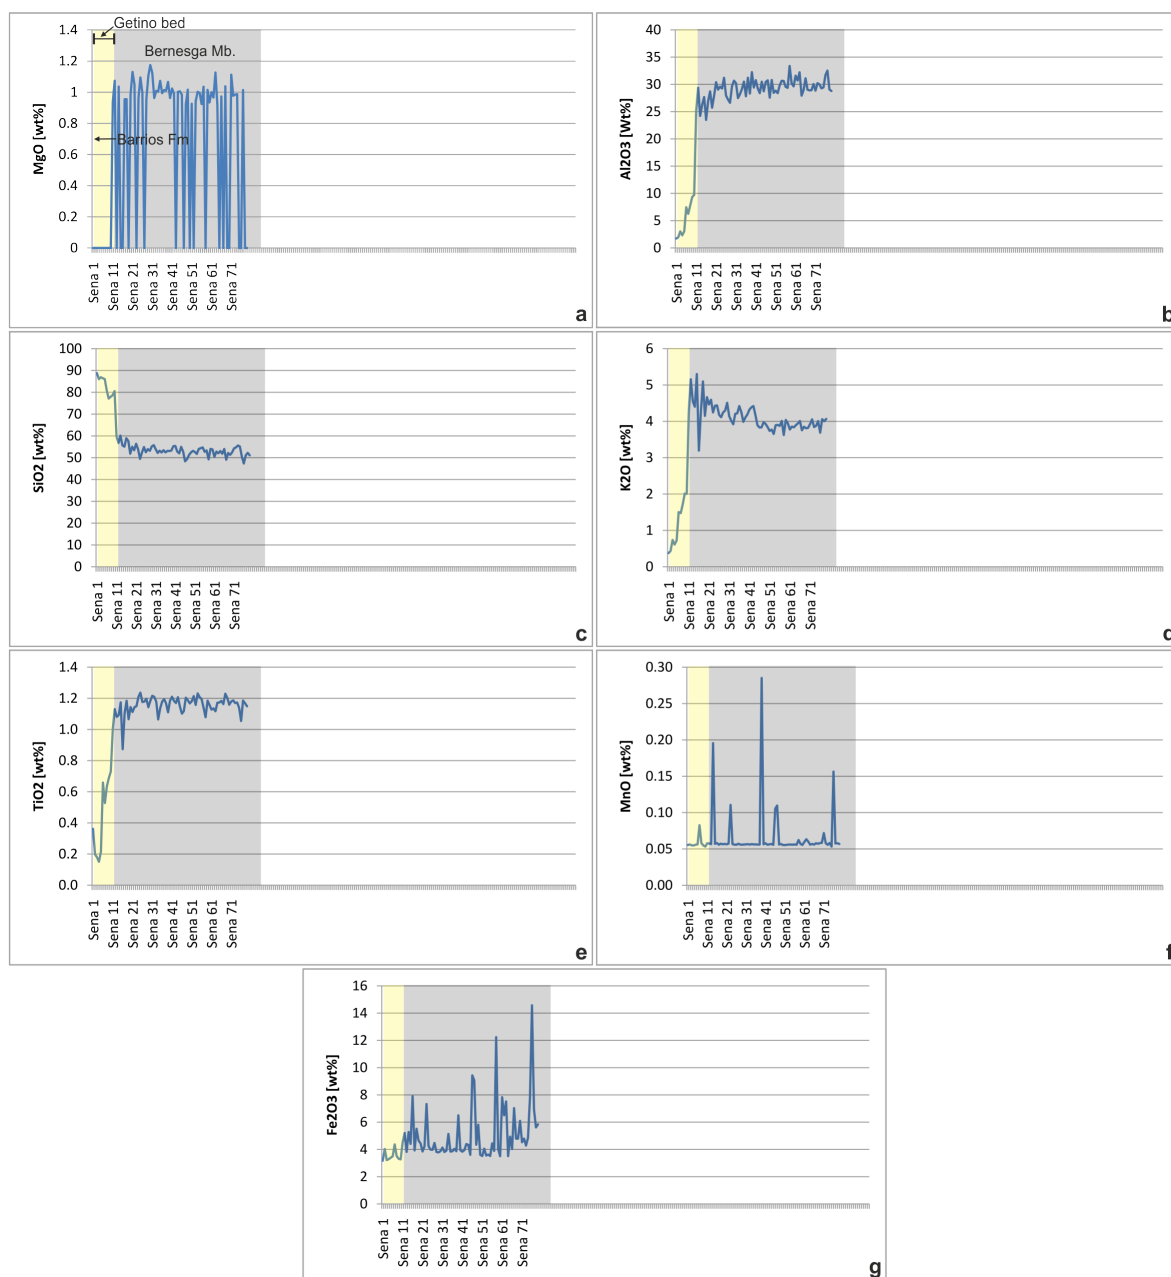 Getino bed
Bernesga Mb.
Barrios Fm
MgO [wt%]
1.4
1.2
1
0.8
0.6
0.4
0.2
0
Sena 1
Sena 11
Sena 21
Sena 31
Sena 41
Sena 51
Sena 61
Sena 71
a
Al2O3 [Wt%]
40
35
30
25
20
15
10
5
0
Sena 1
Sena 11
Sena 21
Sena 31
Sena 41
Sena 51
Sena 61
Sena 71
b
SiO2 [wt%]
100
90
80
70
60
50
40
30
20
10
0
Sena 1
Sena 11
Sena 21
Sena 31
Sena 41
Sena 51
Sena 61
Sena 71
c
K2O [wt%]
6
5
4
3
2
1
0
Sena 1
Sena 11
Sena 21
Sena 31
Sena 41
Sena 51
Sena 61
Sena 71
d
TiO2 [wt%]
1.4
1.2
1.0
0.8
0.6
0.4
0.2
0.0
Sena 1
Sena 11
Sena 21
Sena 31
Sena 41
Sena 51
Sena 61
Sena 71
e
MnO [wt%]
0.30
0.25
0.20
0.15
0.10
0.05
0.00
Sena 1
Sena 11
Sena 21
Sena 31
Sena 41
Sena 51
Sena 61
Sena 71
f
Fe2O3 [wt%]
16
14
12
10
8
6
4
2
0
Sena 1
Sena 11
Sena 21
Sena 31
Sena 41
Sena 51
Sena 61
Sena 71
g